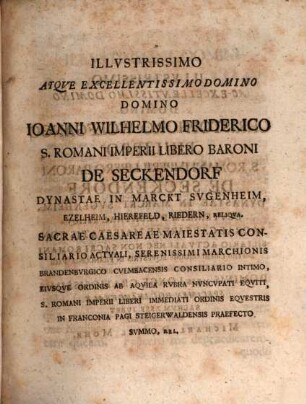 ILLVSTRISSIMO
ATQVE EXCELLENTISSIMO DOMINO
DOMINO
IOANNI WILHELMO FRIDERICO
S. ROMANI IMPERII LIBERO BARONI
DE SECKENDORF
DYNASTAE IN MARCKT SVGENHEIM,
EZELHEIM, HIERFELD, RIEDERN, RELIQVA.
SACRAE CAESAREAE MAIESTATIS CON-
SILIARIO ACTVALI, SERENISSIMI MARCHIONIS
BRANDENBVRGICO CVLMBACENSIS CONSILIARIO INTIMO,
EIVSQVE ORDINIS AB AQVILA RVBRA NVNCVPATI EQVITI,
S. ROMANI IMPERII LIBERI IMMEDIATI ORDINIS EQVESTRIS
IN FRANCONIA PAGI STEIGERWALDENSIS PRAEFECTO
SVMMO, REL.